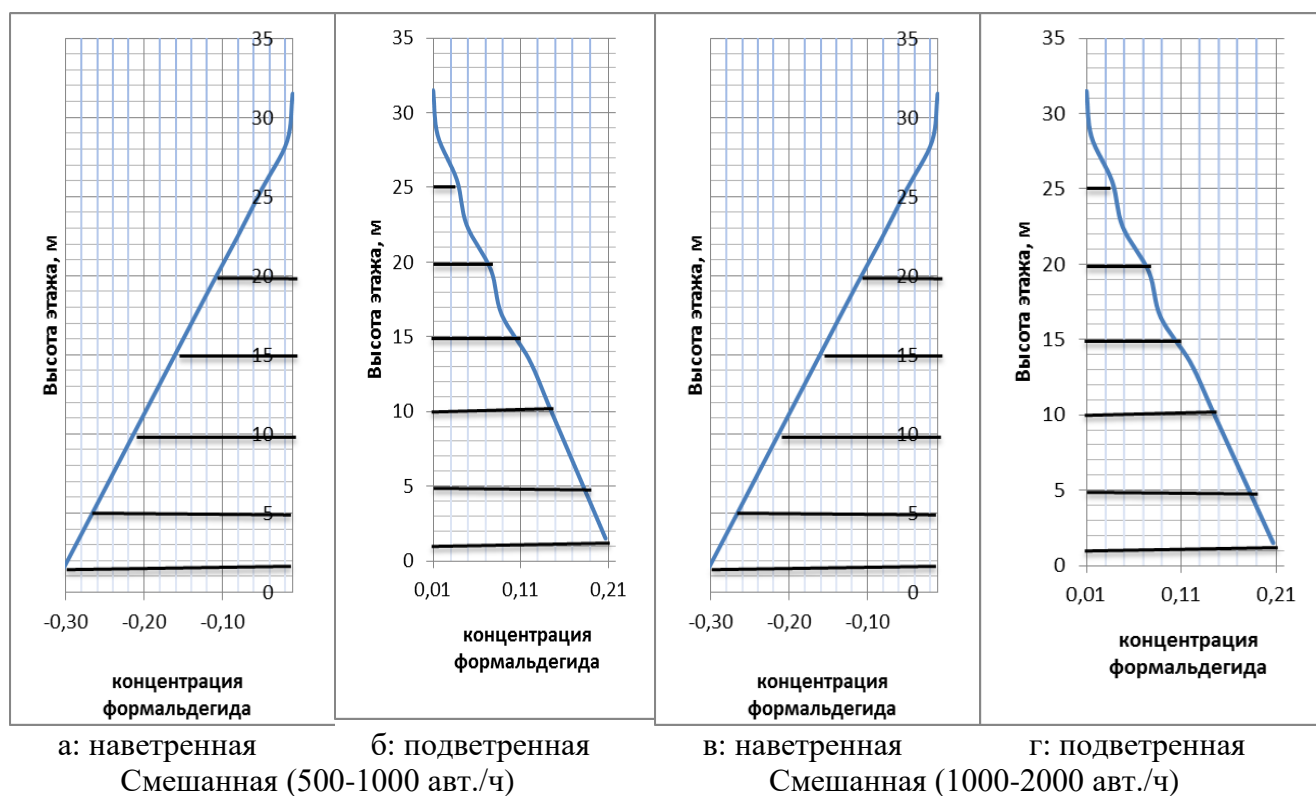 35
30
25
20
15
10
5
0
Высота этажа, м
-0,30 -0,20 -0,10
концентрация
формальдегида
35
30
25
20
15
10
5
0
Высота этажа, м
0,01 0,11 0,21
концентрация
формальдегида
35
30
25
20
15
10
5
0
Высота этажа, м
-0,30 -0,20 -0,10
концентрация
формальдегида
35
30
25
20
15
10
5
0
Высота этажа, м
0,01 0,11 0,21
концентрация
формальдегида
а: наветренная б: подветренная в: наветренная г: подветренная
Смешанная (500-1000 авт./ч) Смешанная (1000-2000 авт./ч)